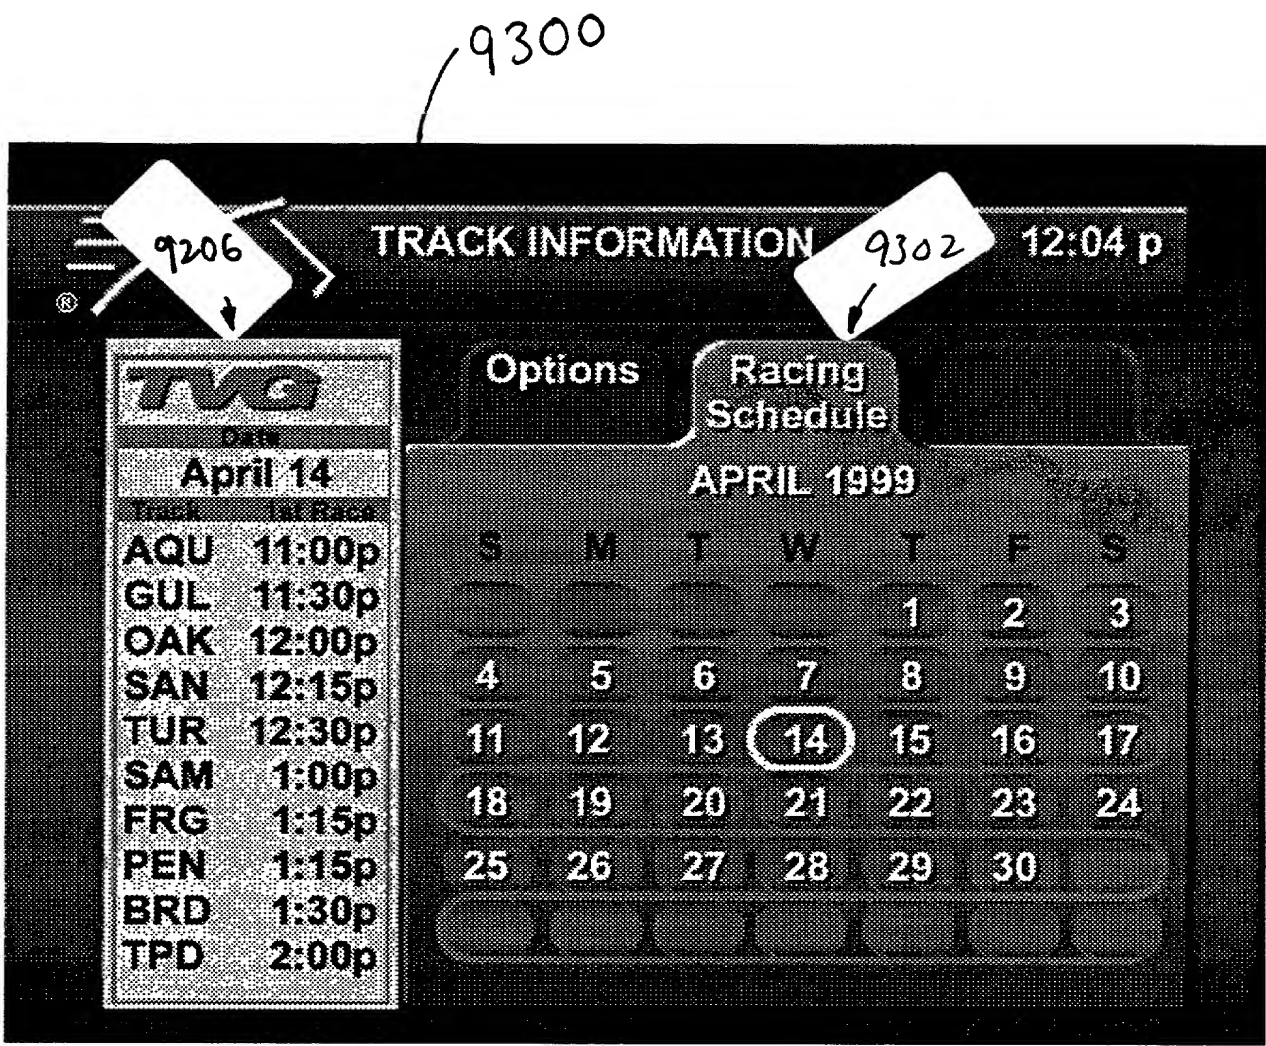 9300
9206
TRACK INFORMATION
9302
12:04 p
®
TVG
Date
April 14
Track 1st Race
AQU 11:00p
GUL 11:30p
OAK 12:00p
SAN 12:15p
TUR 12:30p
SAM 1:00p
FRG 1:15p
PEN 1:15p
BRD 1:30p
TPD 2:00p
Options
Racing
Schedule
APRIL 1999
S M T W T F S
1 2 3
4 5 6 7 8 9 10
11 12 13 14 15 16 17
18 19 20 21 22 23 24
25 26 27 28 29 30